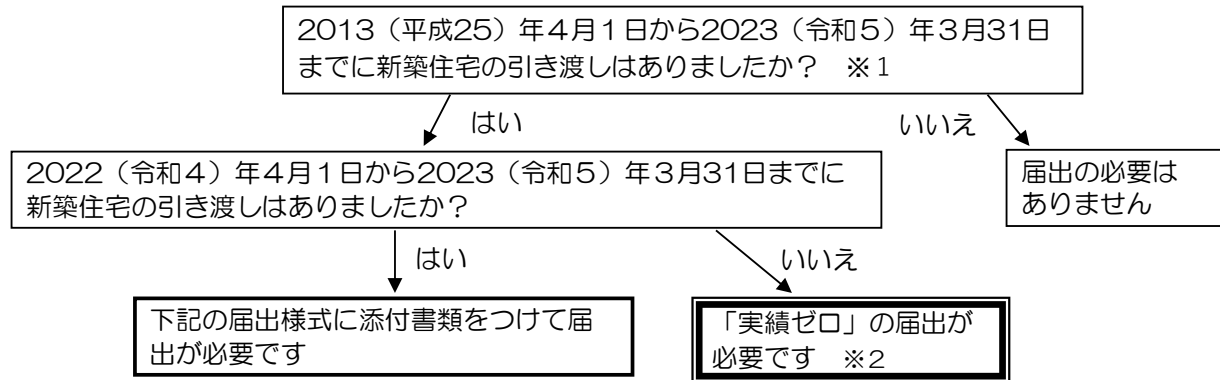 2013（平成25）年４月１日から2023（令和５）年３月31日
までに新築住宅の引き渡しはありましたか？　※１
はい
いいえ
2022（令和４）年４月１日から2023（令和５）年３月31日までに
新築住宅の引き渡しはありましたか？
届出の必要は
ありません
はい
いいえ
下記の届出様式に添付書類をつけて届
出が必要です
「実績ゼロ」の届出が
必要です　※２